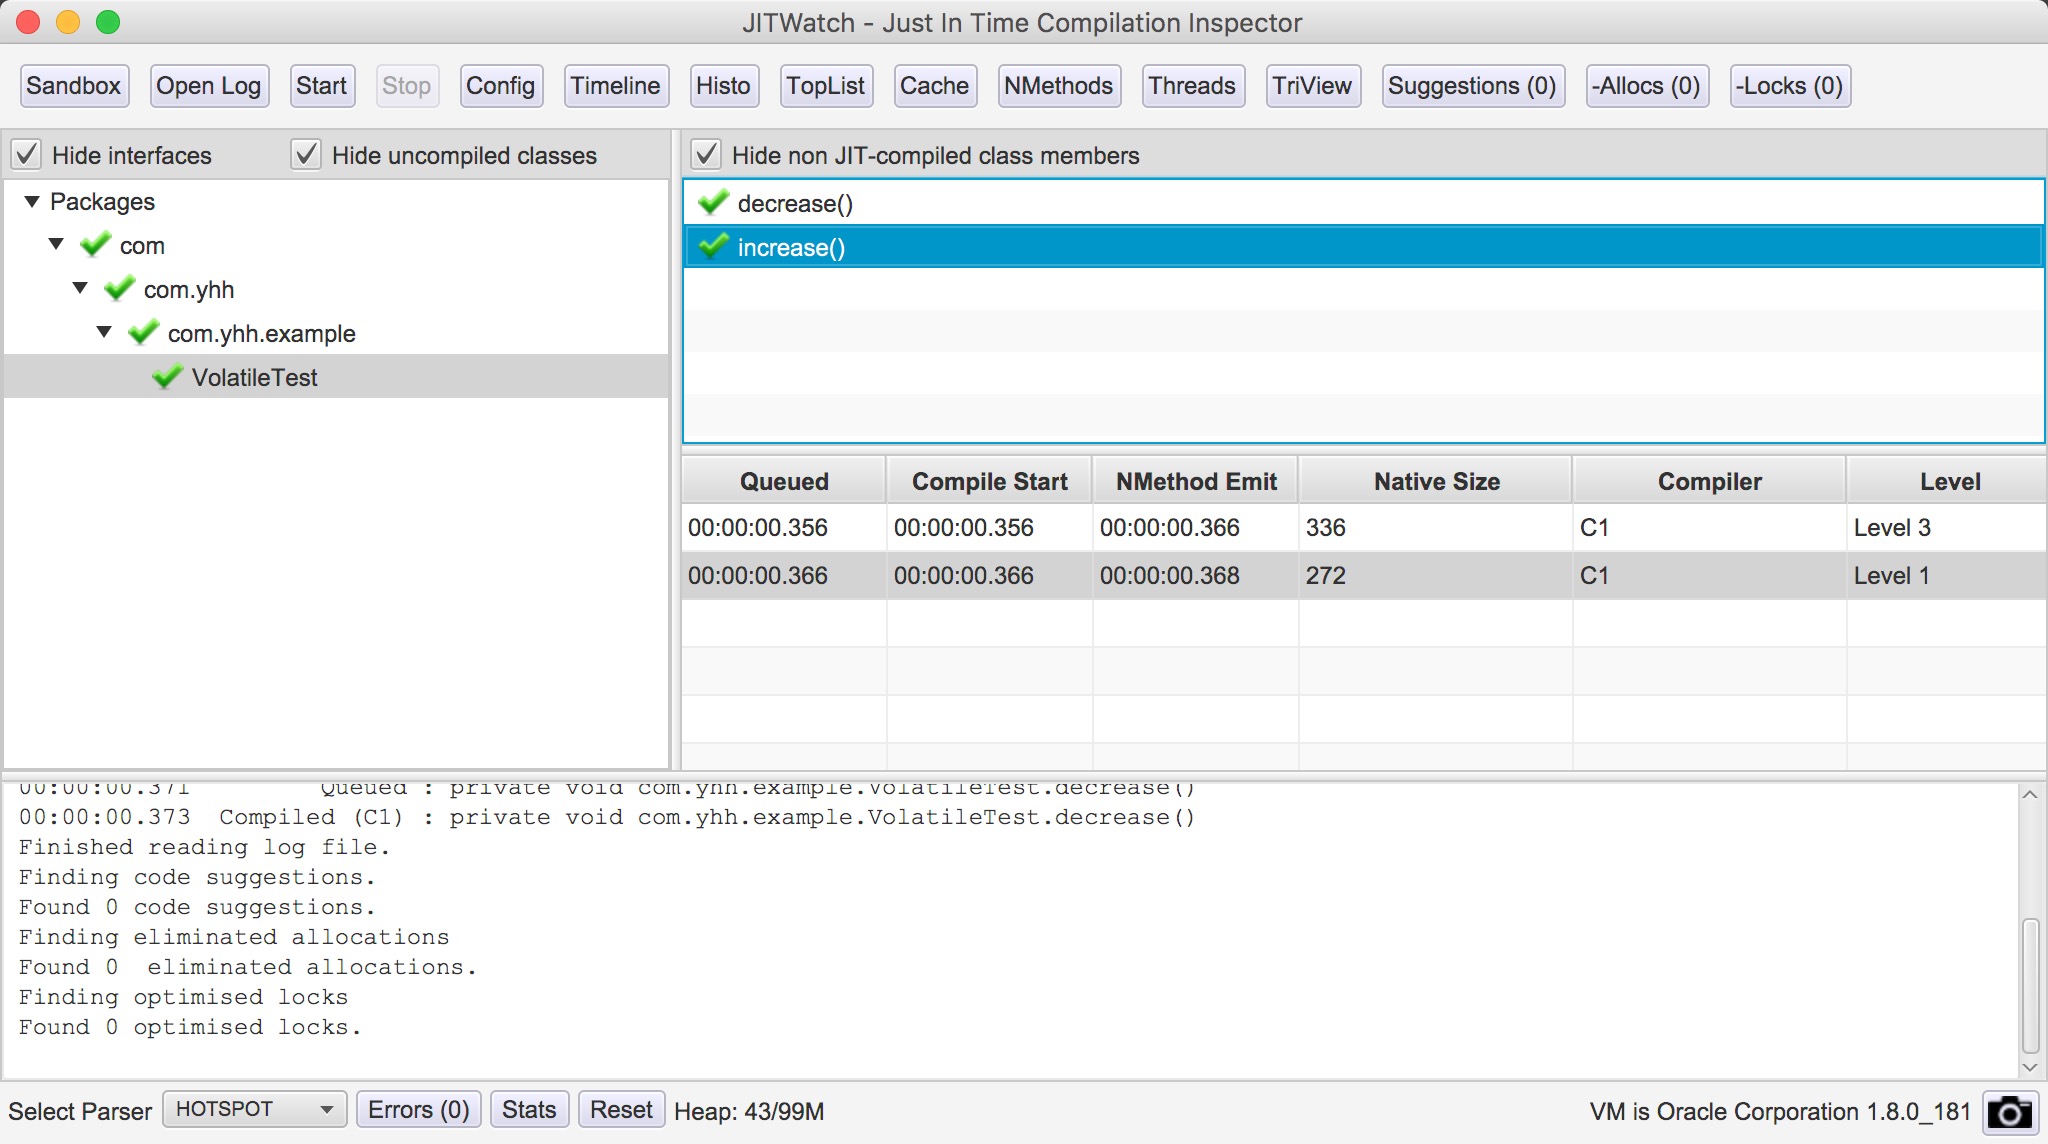 JITWatch - Just In Time Compilation Inspector
Sandbox Open Log Start Stop Config Timeline Histo TopList Cache NMethods Threads TriView Suggestions (0) -Allocs (0) -Locks (0)
Hide interfaces Hide uncompiled classes
Packages
com
com.yhh
com.yhh.example
VolatileTest
Hide non JIT-compiled class members
decrease()
increase()
Queued Compile Start NMethod Emit Native Size Compiler Level
00:00:00.356 00:00:00.356 00:00:00.366 336 C1 Level 3
00:00:00.366 00:00:00.366 00:00:00.368 272 C1 Level 1
00:00:00.371 Queued : private void com.yhh.example.VolatileTest.decrease()
00:00:00.373 Compiled (C1) : private void com.yhh.example.VolatileTest.decrease()
Finished reading log file.
Finding code suggestions.
Found 0 code suggestions.
Finding eliminated allocations
Found 0 eliminated allocations.
Finding optimised locks
Found 0 optimised locks.
Select Parser HOTSPOT Errors (0) Stats Reset Heap: 43/99M VM is Oracle Corporation 1.8.0_181